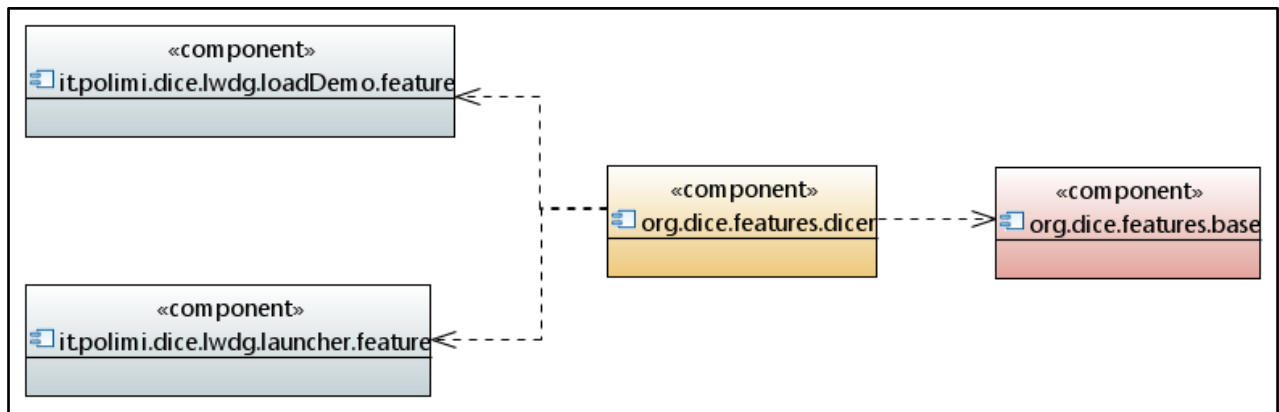 «component»
it.polimi.dice.lwdg.loadDemo.feature
«component»
org.dice.features.dicer
«component»
org.dice.features.base
«component»
it.polimi.dice.lwdg.launcher.feature